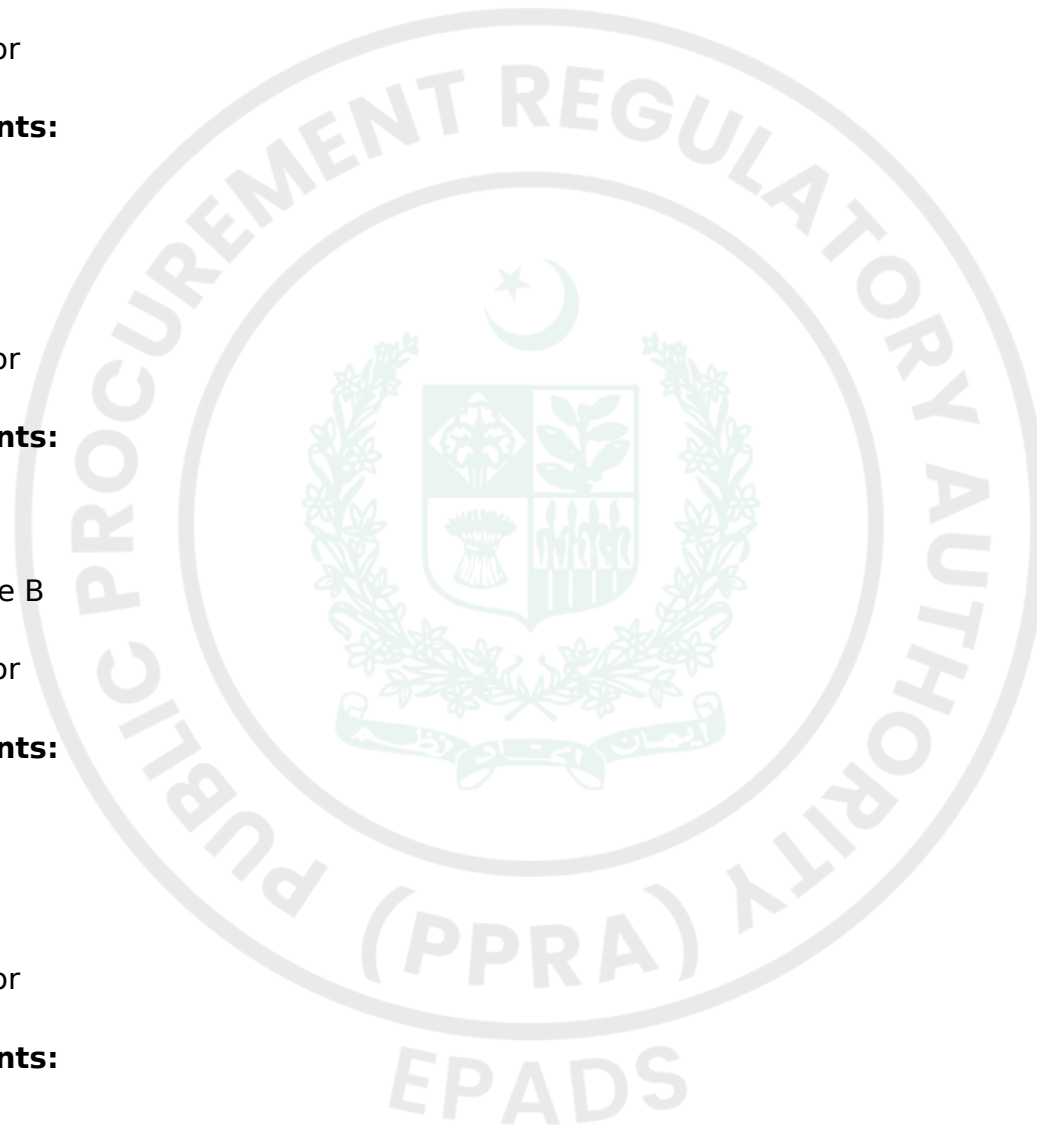 or
nts:
or
nts:
e B
or
nts:
or
nts:
PUBLIC PROCUREMENT REGULATORY AUTHORITY
(PPRA)
EPADS